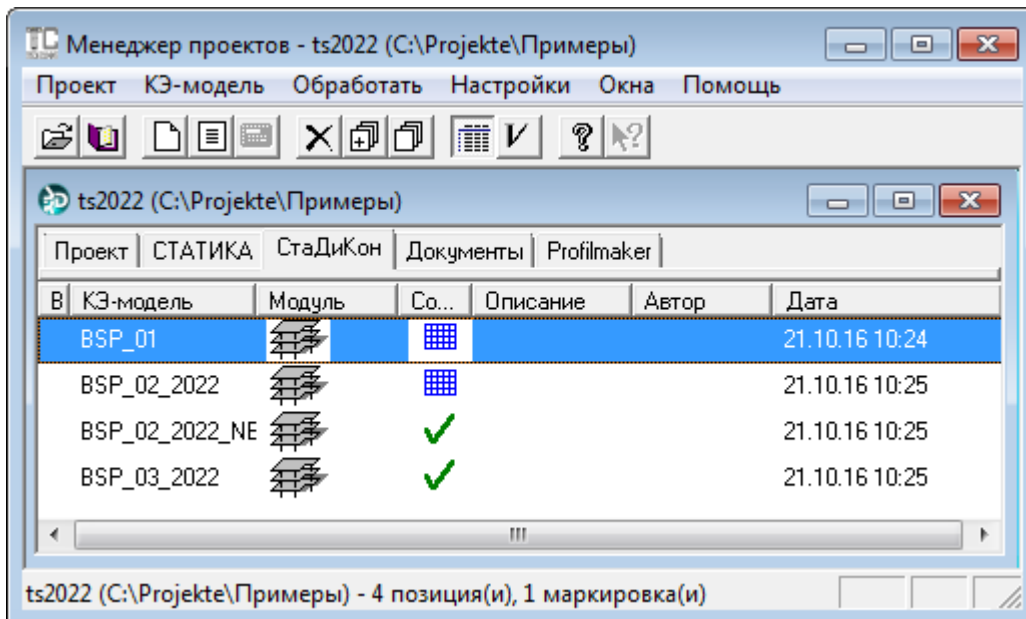 Менеджер проектов - ts2022 (C:\Projekte\Примеры)
Проект КЭ-модель Обработать Настройки Окна Помощь
ts2022 (C:\Projekte\Примеры)
Проект СТАТИКА СтаДиКон Документы Profilmaker
В КЭ-модель Модуль Со... Описание Автор Дата
BSP_01 21.10.16 10:24
BSP_02_2022 21.10.16 10:25
BSP_02_2022_NE 21.10.16 10:25
BSP_03_2022 21.10.16 10:25
ts2022 (C:\Projekte\Примеры) - 4 позиция(и), 1 маркировка(и)